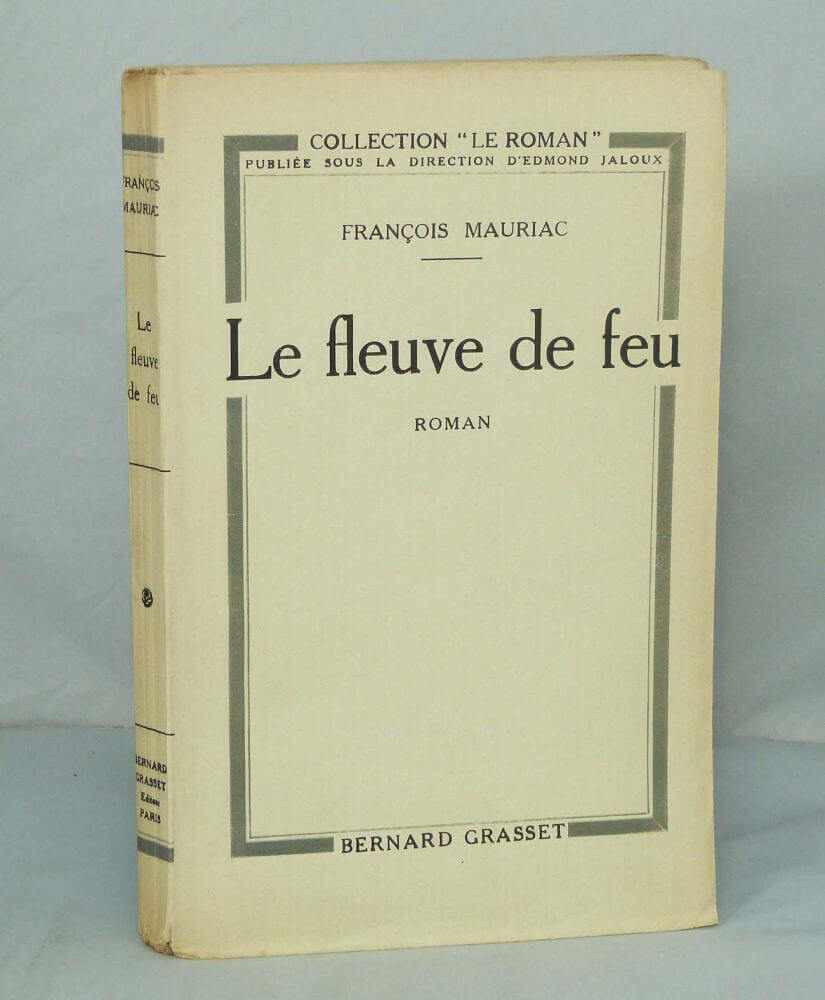 COLLECTION "LE ROMAN"
PUBLIÉE SOUS LA DIRECTION D'EDMOND JALOUX
FRANÇOIS MAURIAC
Le fleuve de feu
ROMAN
BERNARD GRASSET
FRANÇOIS
MAURIAC
Le
fleuve
de feu
BERNARD
GRASSET
Editeur
PARIS